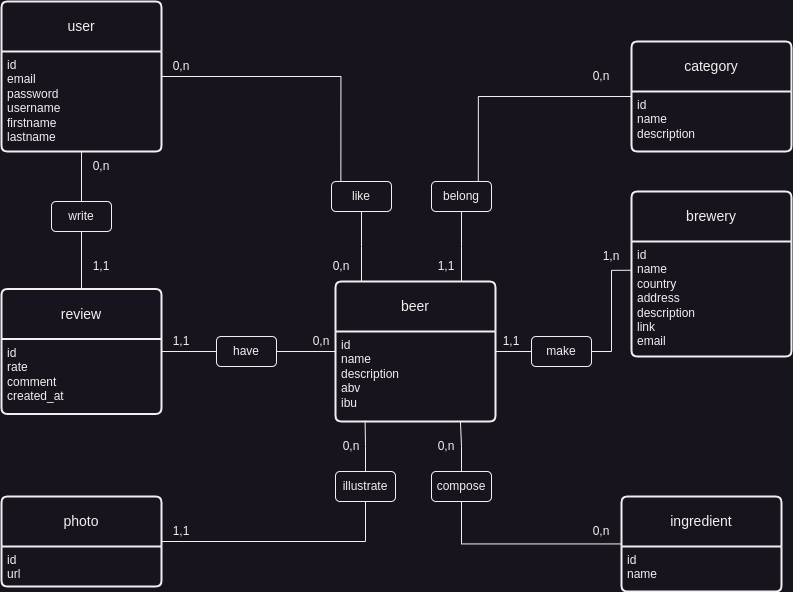 user
id
email
password
username
firstname
lastname
0,n
0,n
category
id
name
description
0,n
write
like
belong
brewery
id
name
country
address
description
link
email
1,n
1,1
0,n
1,1
review
id
rate
comment
created_at
1,1
have
0,n
beer
id
name
description
abv
ibu
1,1
make
0,n
0,n
illustrate
compose
photo
id
url
1,1
0,n
ingredient
id
name